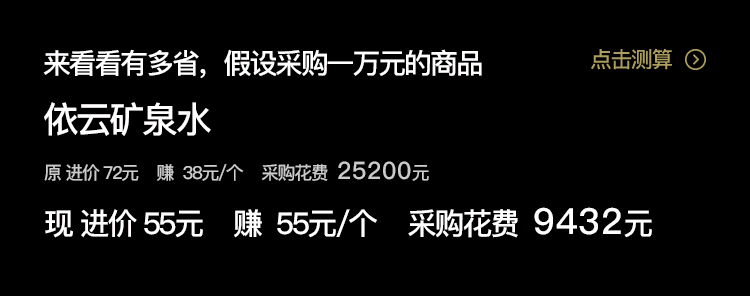 来看看有多省，假设采购一万元的商品
点击测算
依云矿泉水
原 进价 72元 赚 38元/个 采购花费 25200元
现 进价 55元 赚 55元/个 采购花费 9432元